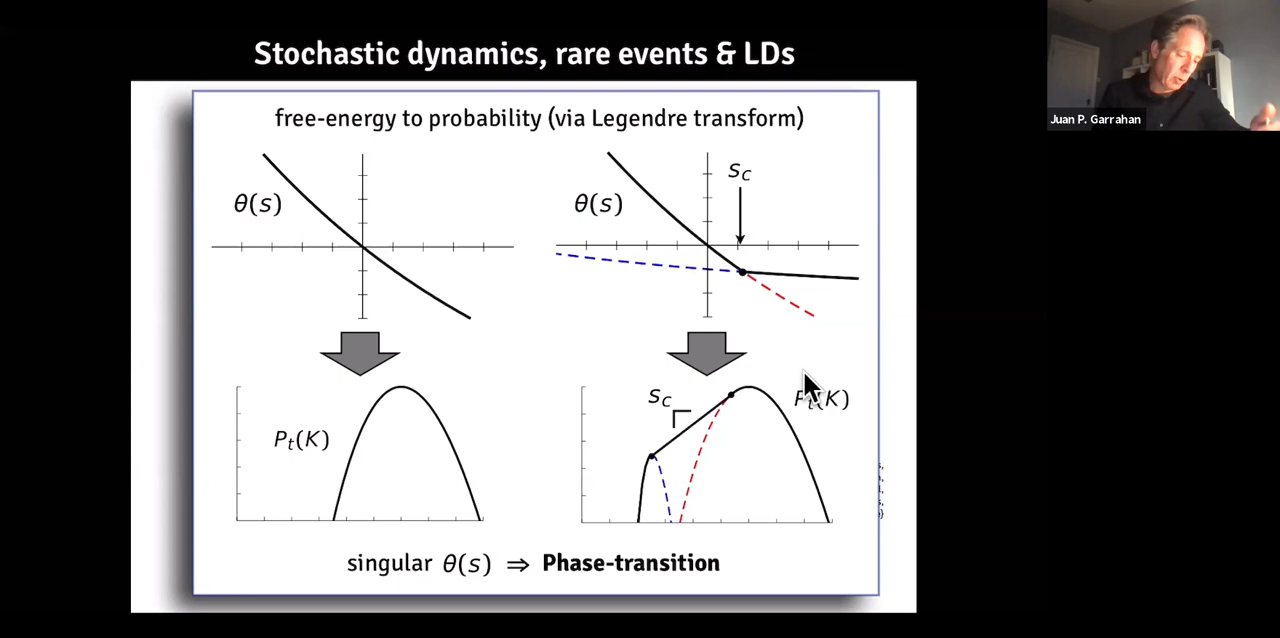 Stochastic dynamics, rare events & LDs
Juan P. Garrahan
free-energy to probability (via Legendre transform)
θ(s)
θ(s)
s_c
P_t(K)
s_c
P_t(K)
singular θ(s) ⇒ Phase-transition